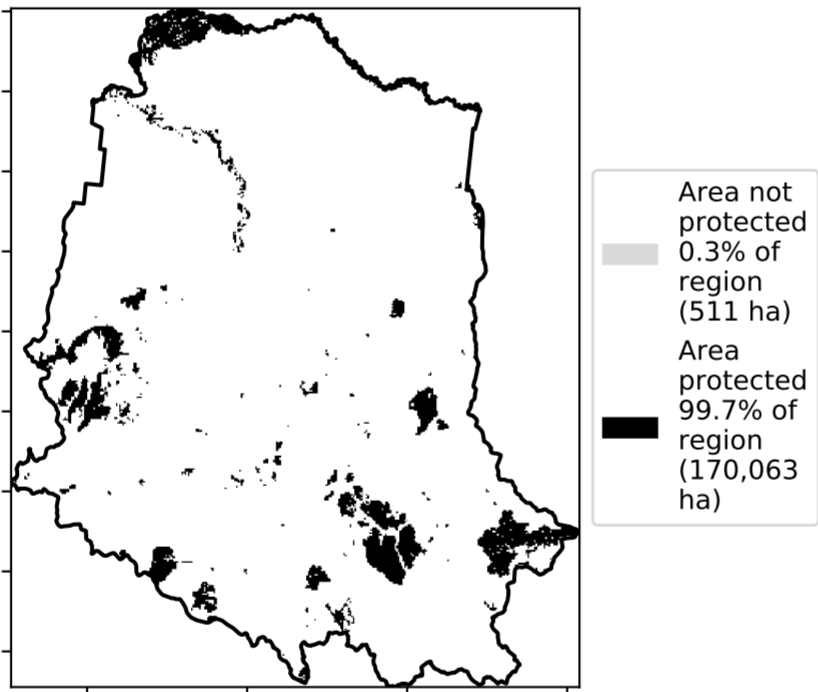 Area not
protected
0.3% of
region
(511 ha)
Area
protected
99.7% of
region
(170,063
ha)